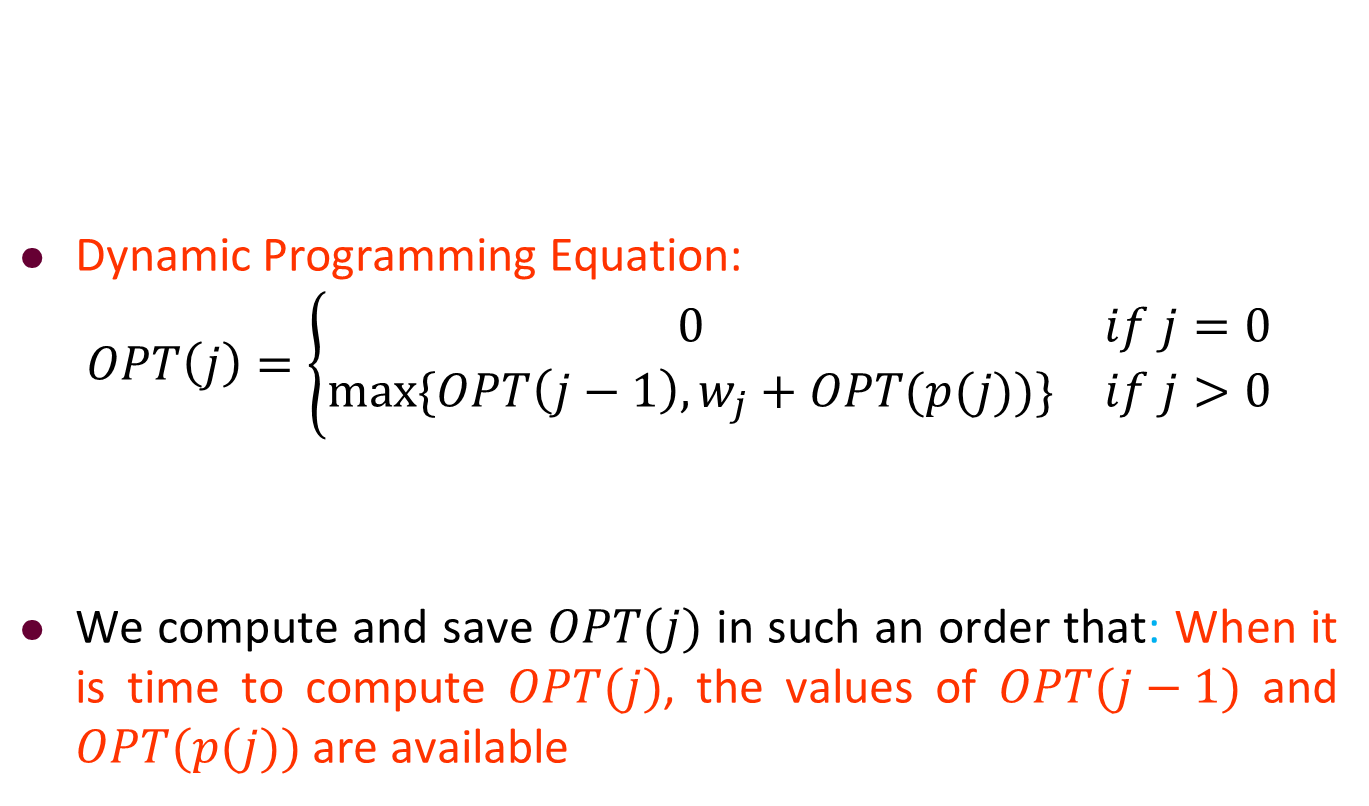 • Dynamic Programming Equation:
𝑂𝑃𝑇(𝑗) = { 0 𝑖𝑓 𝑗 = 0
max{𝑂𝑃𝑇(𝑗 − 1), 𝑤𝑗 + 𝑂𝑃𝑇(𝑝(𝑗))} 𝑖𝑓 𝑗 > 0
• We compute and save 𝑂𝑃𝑇(𝑗) in such an order that: When it
is time to compute 𝑂𝑃𝑇(𝑗), the values of 𝑂𝑃𝑇(𝑗 − 1) and
𝑂𝑃𝑇(𝑝(𝑗)) are available